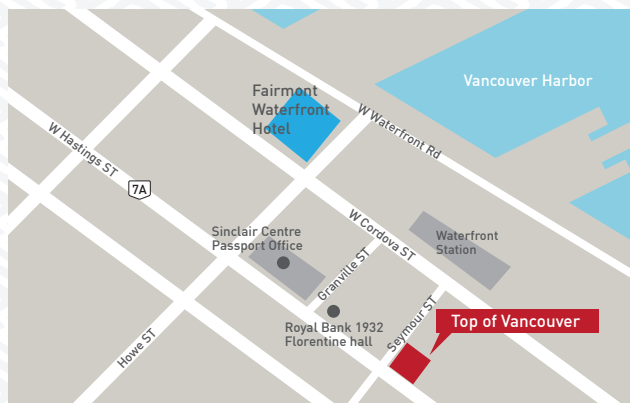 Vancouver Harbor
Fairmont
Waterfront
Hotel
W Waterfront Rd
W Hastings ST
7A
W Cordova ST
Sinclair Centre
Passport Office
Waterfront
Station
Granville ST
Seymour ST
Top of Vancouver
Royal Bank 1932
Florentine hall
Howe ST